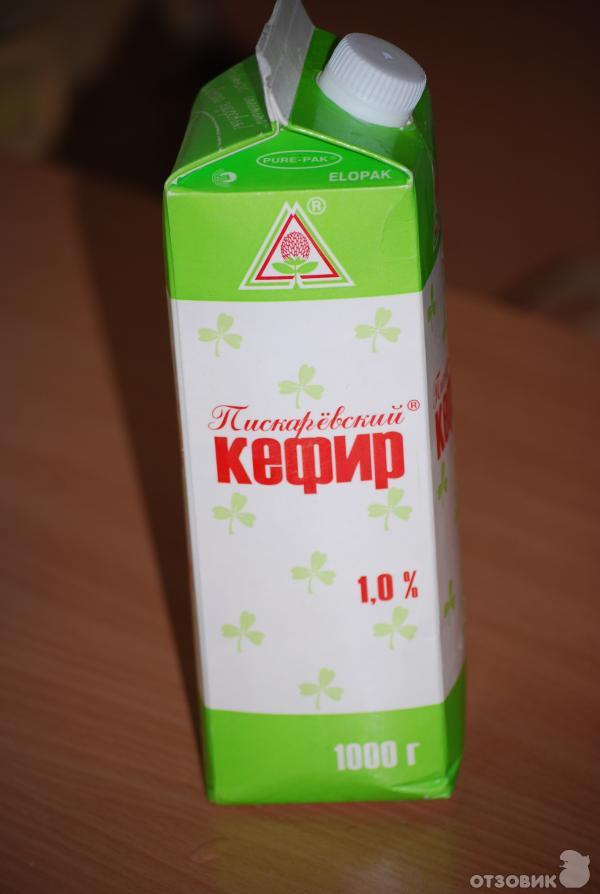 PURE-PAK®
ELOPAK
®
Пискарёвский®
кефир
1,0 %
1000 г
ОТЗОВИК